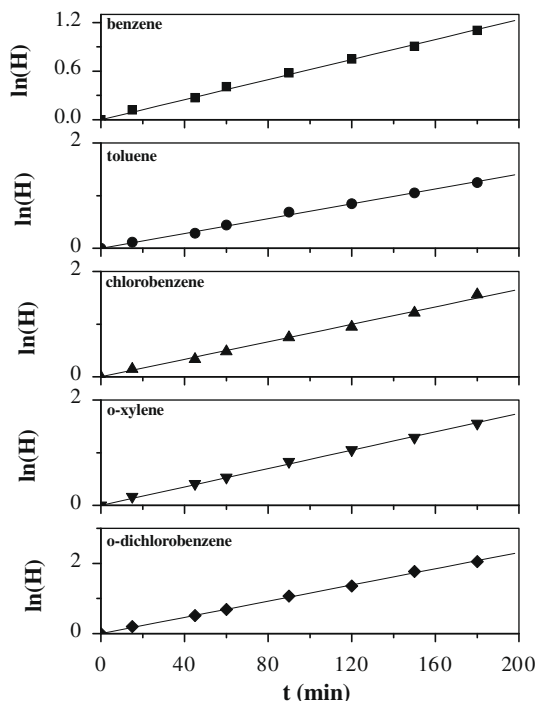 ln(H)
1.2
0.6
0.0
benzene
ln(H)
2
0
toluene
ln(H)
2
0
chlorobenzene
ln(H)
2
0
o-xylene
ln(H)
2
0
o-dichlorobenzene
0 40 80 120 160 200
t (min)